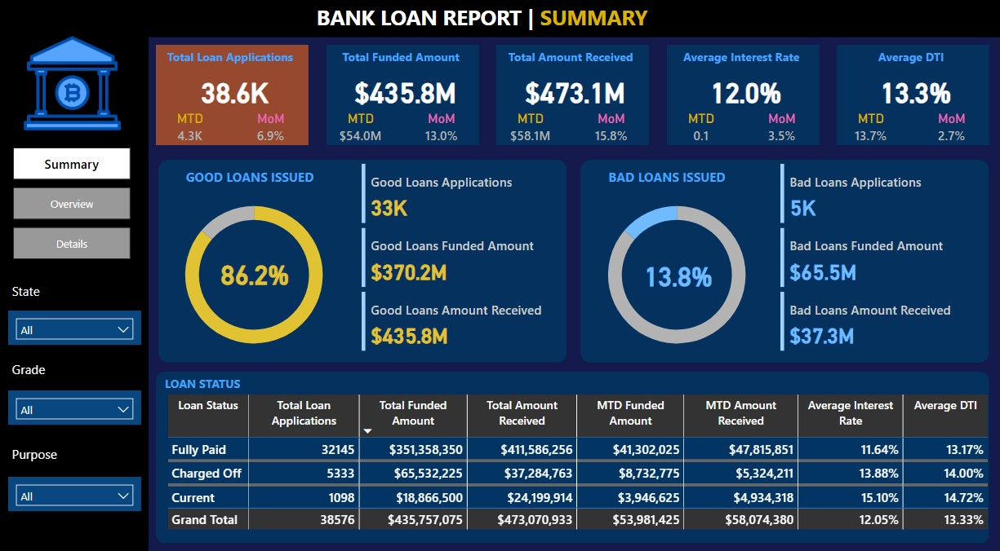 BANK LOAN REPORT | SUMMARY
Total Loan Applications
38.6K
MTD MoM
4.3K 6.9%
Total Funded Amount
$435.8M
MTD MoM
$54.0M 13.0%
Total Amount Received
$473.1M
MTD MoM
$58.1M 15.8%
Average Interest Rate
12.0%
MTD MoM
0.1 3.5%
Average DTI
13.3%
MTD MoM
13.7% 2.7%
Summary
Overview
Details
State
All
Grade
All
Purpose
All
GOOD LOANS ISSUED
86.2%
Good Loans Applications
33K
Good Loans Funded Amount
$370.2M
Good Loans Amount Received
$435.8M
BAD LOANS ISSUED
13.8%
Bad Loans Applications
5K
Bad Loans Funded Amount
$65.5M
Bad Loans Amount Received
$37.3M
LOAN STATUS
Loan Status Total Loan Applications Total Funded Amount Total Amount Received MTD Funded Amount MTD Amount Received Average Interest Rate Average DTI
Fully Paid 32145 $351,358,350 $411,586,256 $41,302,025 $47,815,851 11.64% 13.17%
Charged Off 5333 $65,532,225 $37,284,763 $8,732,775 $5,324,211 13.88% 14.00%
Current 1098 $18,866,500 $24,199,914 $3,946,625 $4,934,318 15.10% 14.72%
Grand Total 38576 $435,757,075 $473,070,933 $53,981,425 $58,074,380 12.05% 13.33%